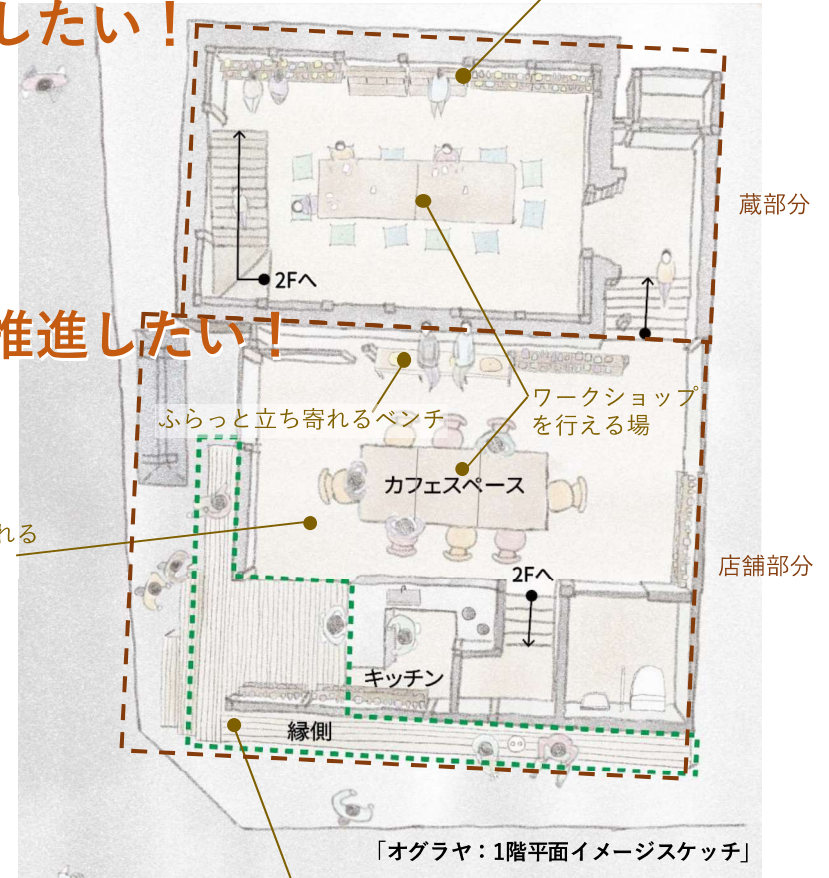 したい！
蔵部分
2Fへ
推進したい！
ふらっと立ち寄れるベンチ
ワークショップ
を行える場
カフェスペース
れる
店舗部分
2Fへ
キッチン
縁側
「オグラヤ：1階平面イメージスケッチ」